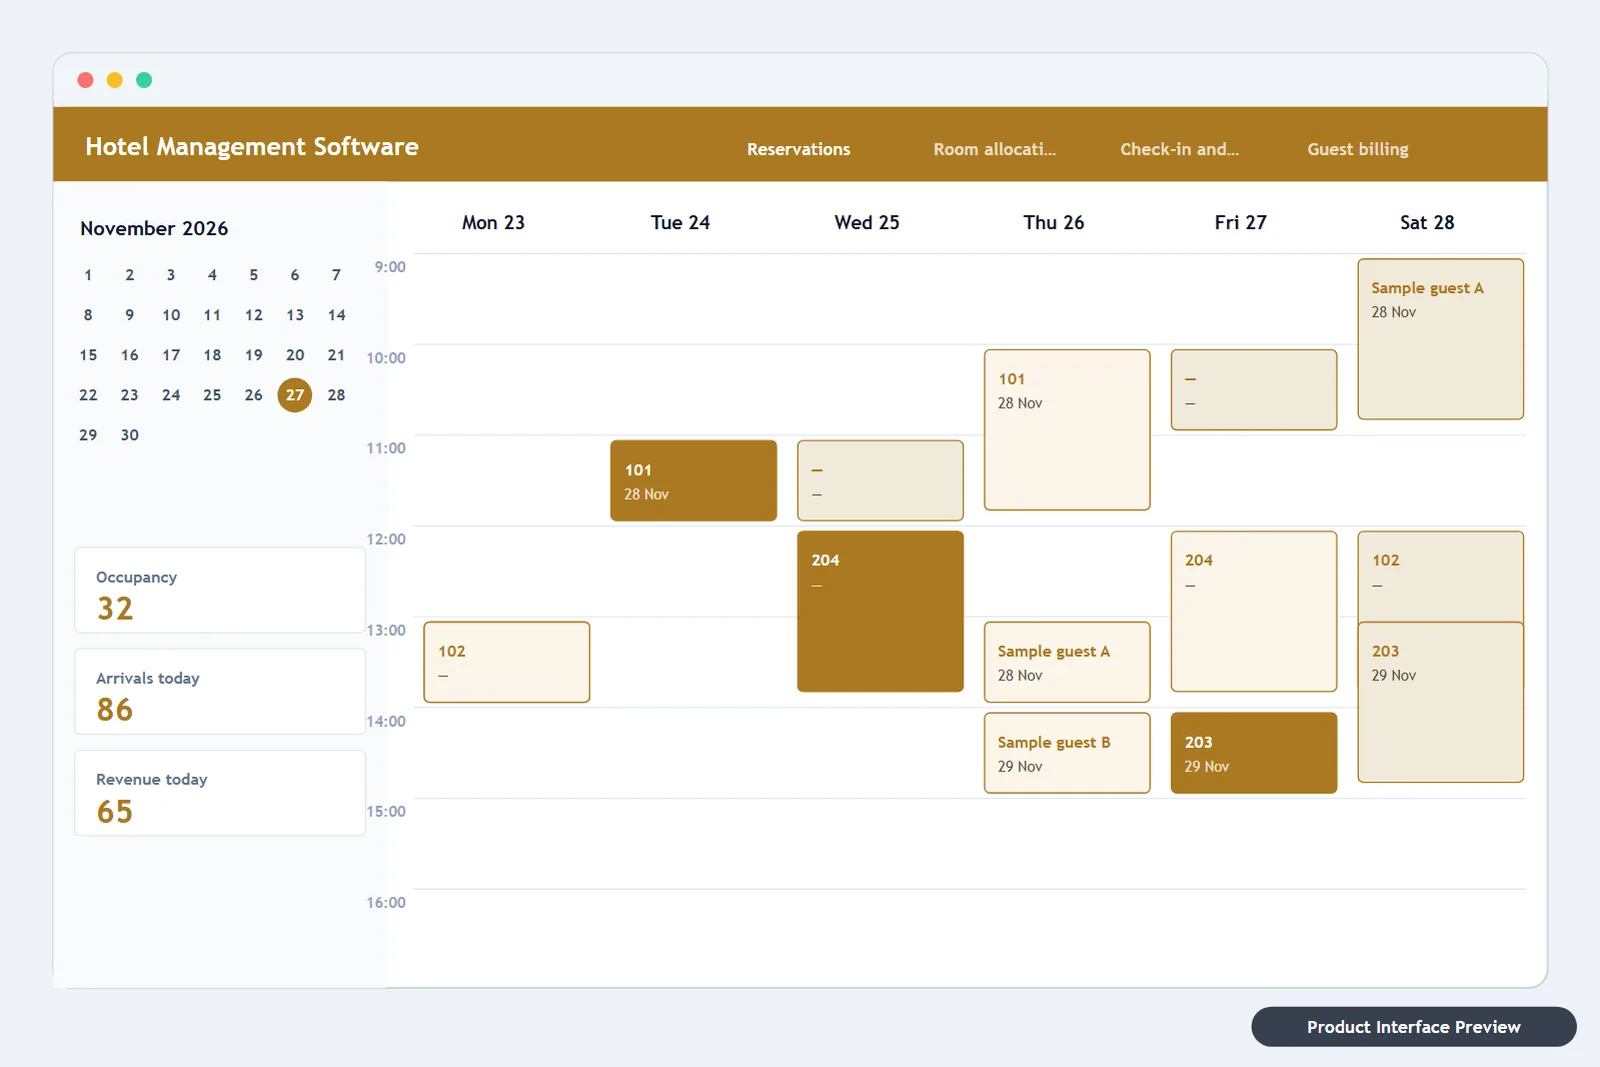 Hotel Management Software
Reservations
Room allocati...
Check-in and...
Guest billing
November 2026
1 2 3 4 5 6 7
8 9 10 11 12 13 14
15 16 17 18 19 20 21
22 23 24 25 26 27 28
29 30
Occupancy
32
Arrivals today
86
Revenue today
65
Mon 23
Tue 24
Wed 25
Thu 26
Fri 27
Sat 28
9:00
10:00
11:00
12:00
13:00
14:00
15:00
16:00
102
—
101
28 Nov
—
—
204
—
101
28 Nov
Sample guest A
28 Nov
Sample guest B
29 Nov
—
—
204
—
203
29 Nov
Sample guest A
28 Nov
102
—
203
29 Nov
Product Interface Preview